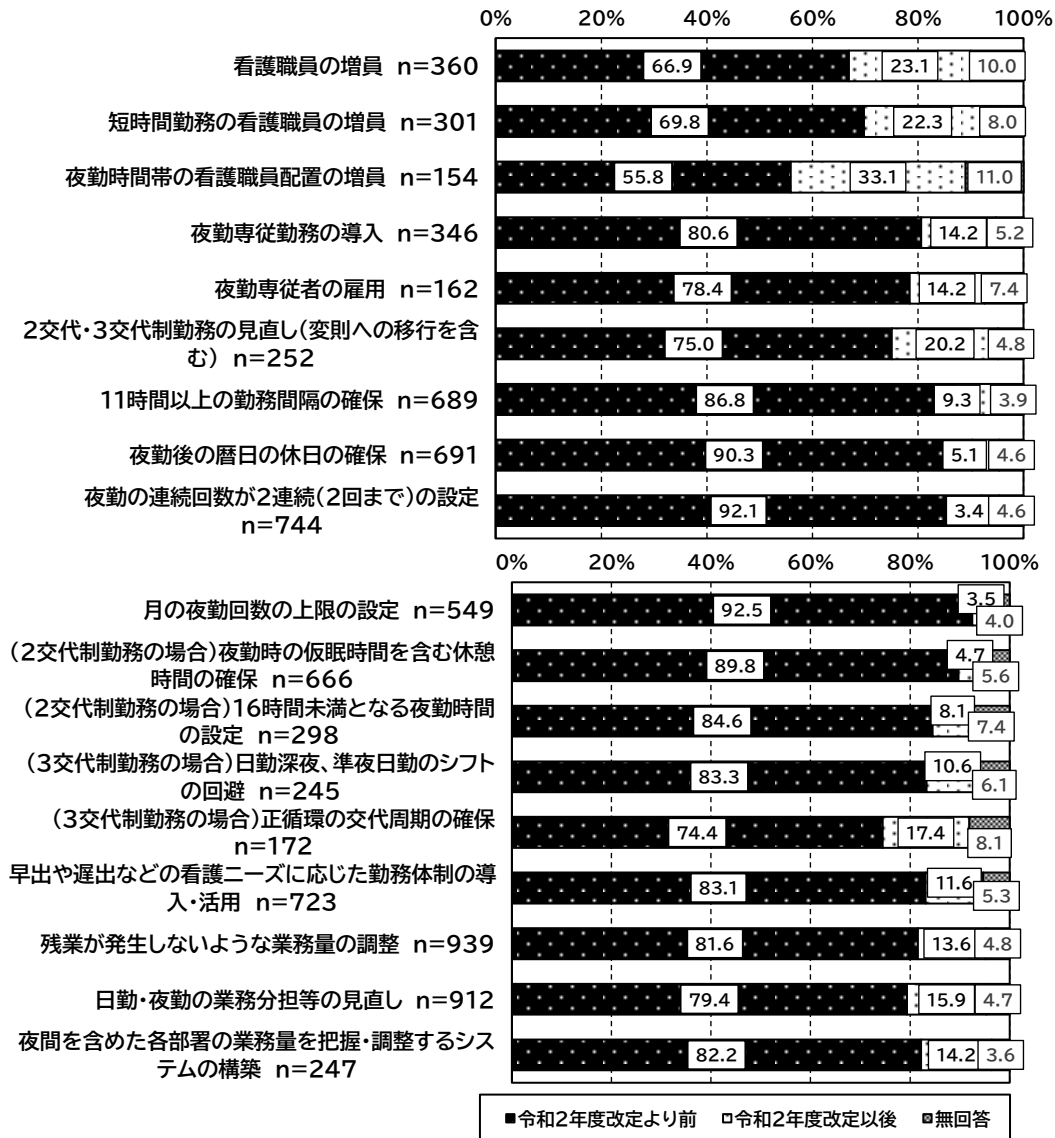 0% 20% 40% 60% 80% 100%
看護職員の増員 n=360 66.9 23.1 10.0
短時間勤務の看護職員の増員 n=301 69.8 22.3 8.0
夜勤時間帯の看護職員配置の増員 n=154 55.8 33.1 11.0
夜勤専従勤務の導入 n=346 80.6 14.2 5.2
夜勤専従者の雇用 n=162 78.4 14.2 7.4
2交代・3交代制勤務の見直し(変則への移行を含
む) n=252 75.0 20.2 4.8
11時間以上の勤務間隔の確保 n=689 86.8 9.3 3.9
夜勤後の暦日の休日の確保 n=691 90.3 5.1 4.6
夜勤の連続回数が2連続(2回まで)の設定
n=744 92.1 3.4 4.6
0% 20% 40% 60% 80% 100%
月の夜勤回数の上限の設定 n=549 92.5 3.5 4.0
(2交代制勤務の場合)夜勤時の仮眠時間を含む休憩
時間の確保 n=666 89.8 4.7 5.6
(2交代制勤務の場合)16時間未満となる夜勤時間
の設定 n=298 84.6 8.1 7.4
(3交代制勤務の場合)日勤深夜、準夜日勤のシフト
の回避 n=245 83.3 10.6 6.1
(3交代制勤務の場合)正循環の交代周期の確保
n=172 74.4 17.4 8.1
早出や遅出などの看護ニーズに応じた勤務体制の導
入・活用 n=723 83.1 11.6 5.3
残業が発生しないような業務量の調整 n=939 81.6 13.6 4.8
日勤・夜勤の業務分担等の見直し n=912 79.4 15.9 4.7
夜間を含めた各部署の業務量を把握・調整するシス
テムの構築 n=247 82.2 14.2 3.6
令和2年度改定より前 令和2年度改定以後 無回答